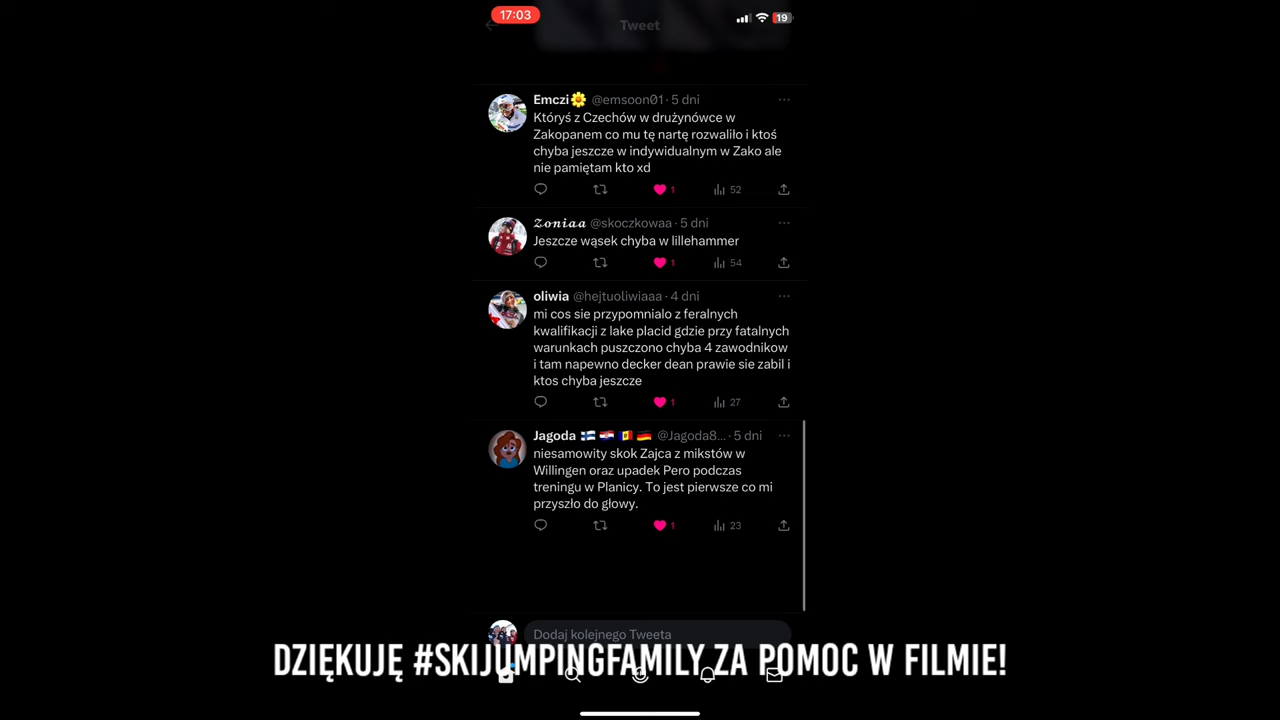 17:03
Tweet
19
Emczi🌼 @emsoon01 · 5 dni
Któryś z Czechów w drużynówce w
Zakopanem co mu tę nartę rozwaliło i ktoś
chyba jeszcze w indywidualnym w Zako ale
nie pamiętam kto xd
1
52
𝓩𝓸𝓷𝓲𝓪𝓪 @skoczkowaa · 5 dni
Jeszcze wąsek chyba w lillehammer
1
54
oliwia @hejtuoliwiaaa · 4 dni
mi cos sie przypomnialo z feralnych
kwalifikacji z lake placid gdzie przy fatalnych
warunkach puszczono chyba 4 zawodnikow
i tam napewno decker dean prawie sie zabil i
ktos chyba jeszcze
1
27
Jagoda 🇫🇮 🇭🇷 🇲🇩 🇩🇪 @Jagoda8... · 5 dni
niesamowity skok Zajca z mikstów w
Willingen oraz upadek Pero podczas
treningu w Planicy. To jest pierwsze co mi
przyszło do głowy.
1
23
Dodaj kolejnego Tweeta
DZIĘKUJĘ #SKIJUMPINGFAMILY ZA POMOC W FILMIE!